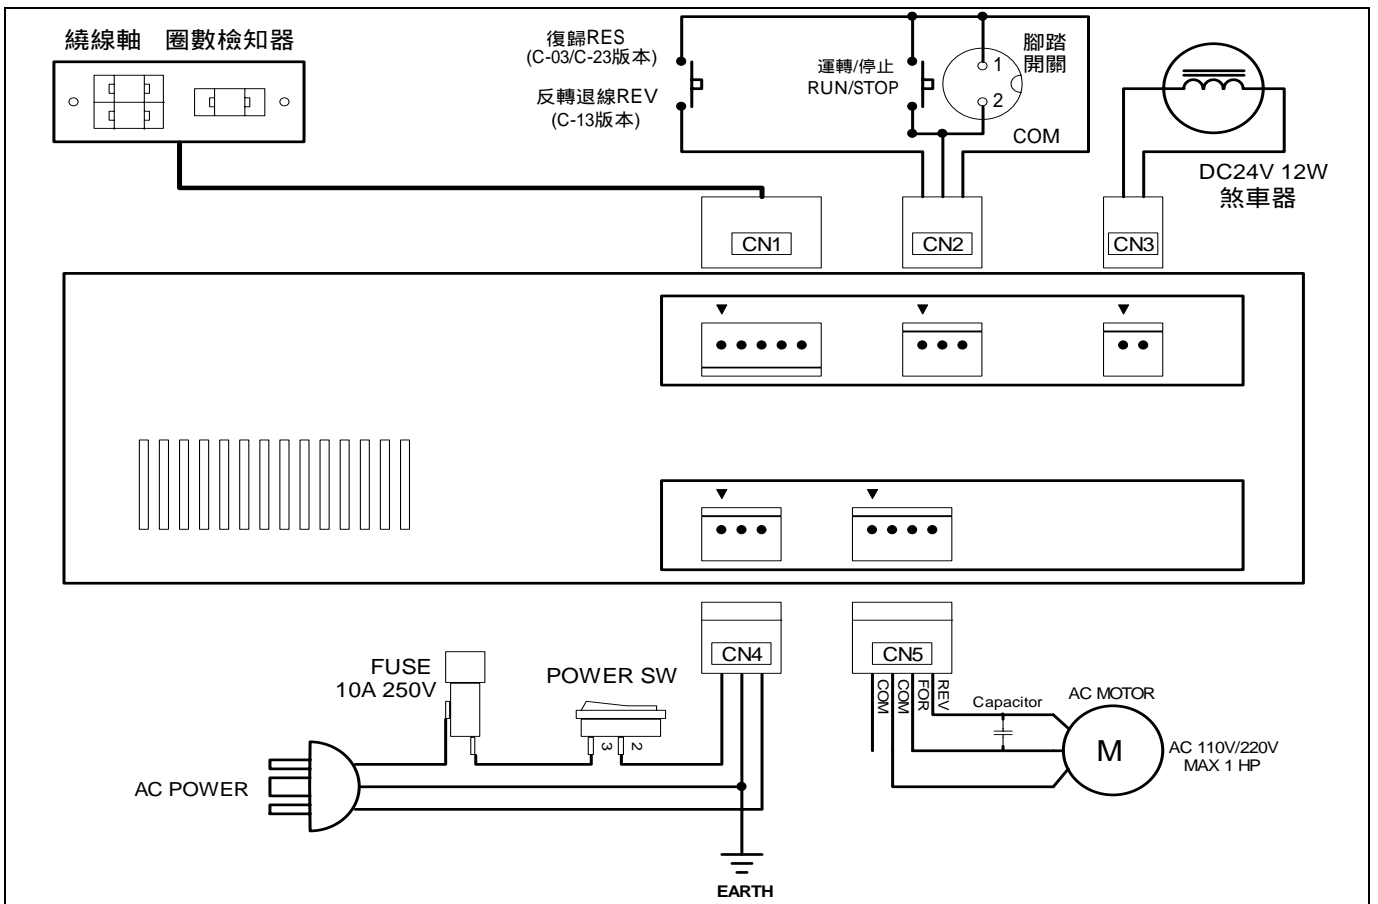 繞線軸 圈數檢知器
復歸RES
(C-03/C-23版本)
反轉退線REV
(C-13版本)
運轉/停止
RUN/STOP
1
2
腳踏
開關
COM
DC24V 12W
煞車器
CN1
CN2
CN3
CN4
CN5
FUSE
10A 250V
POWER SW
3
2
COM
COM
FOR
REV
Capacitor
AC MOTOR
M
AC 110V/220V
MAX 1 HP
AC POWER
EARTH